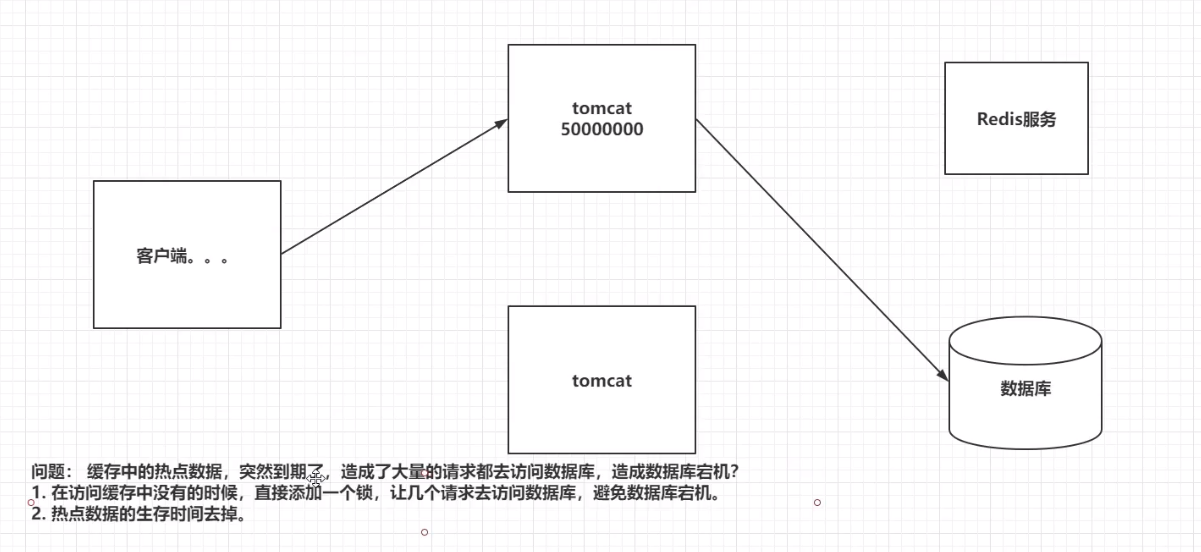 tomcat
50000000
Redis服务
客户端。。。
tomcat
数据库
问题： 缓存中的热点数据，突然到期了，造成了大量的请求都去访问数据库，造成数据库宕机？
1. 在访问缓存中没有的时候，直接添加一个锁，让几个请求去访问数据库，避免数据库宕机。
2. 热点数据的生存时间去掉。